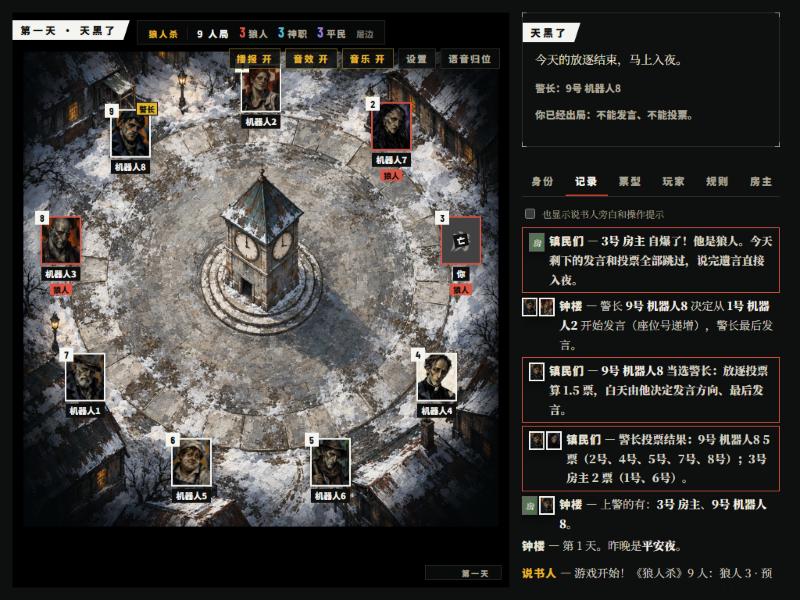 第一天 · 天黑了
狼人杀 9 人局 3 狼人 3 神职 3 平民 屠边
播报 开 音效 开 音乐 开 设置 语音归位
9 警长
机器人8
机器人2
2
机器人7
狼人
8
机器人3
狼人
3
亡
你
狼人
7
机器人1
4
机器人4
6
机器人5
5
机器人6
第一天
天黑了
今天的放逐结束，马上入夜。
警长：9号 机器人8
你已经出局：不能发言、不能投票。
身份 记录 票型 玩家 规则 房主
也显示说书人旁白和操作提示
房 镇民们 — 3号 房主 自爆了！他是狼人。今天
剩下的发言和投票全部跳过，说完遗言直接
入夜。
钟楼 — 警长 9号 机器人8 决定从 1号 机器
人2 开始发言（座位号递增），警长最后发
言。
镇民们 — 9号 机器人8 当选警长：放逐投票
算 1.5 票，白天由他决定发言方向、最后发
言。
镇民们 — 警长投票结果：9号 机器人8 5
票（2号、4号、5号、7号、8号）；3号
房主 2 票（1号、6号）。
房 钟楼 — 上警的有：3号 房主、9号 机器人
8。
钟楼 — 第 1 天。昨晚是平安夜。
说书人 — 游戏开始！《狼人杀》9 人：狼人 3 · 预